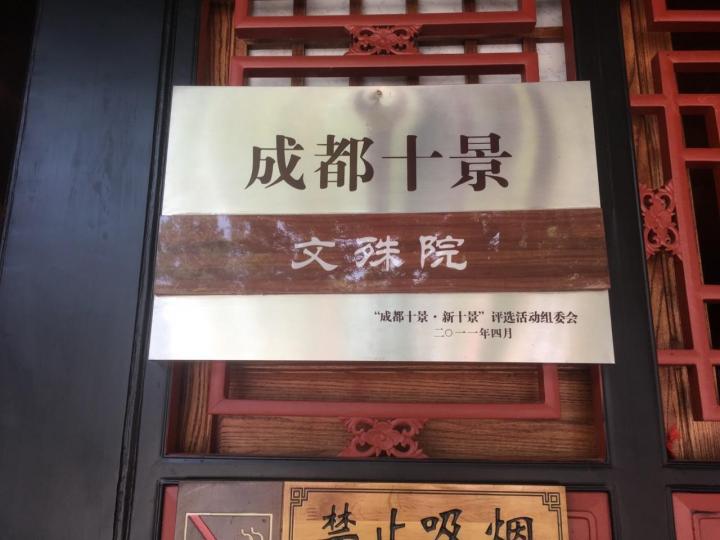 成都十景
文殊院
“成都十景·新十景”评选活动组委会
二〇一一年四月
禁止吸烟